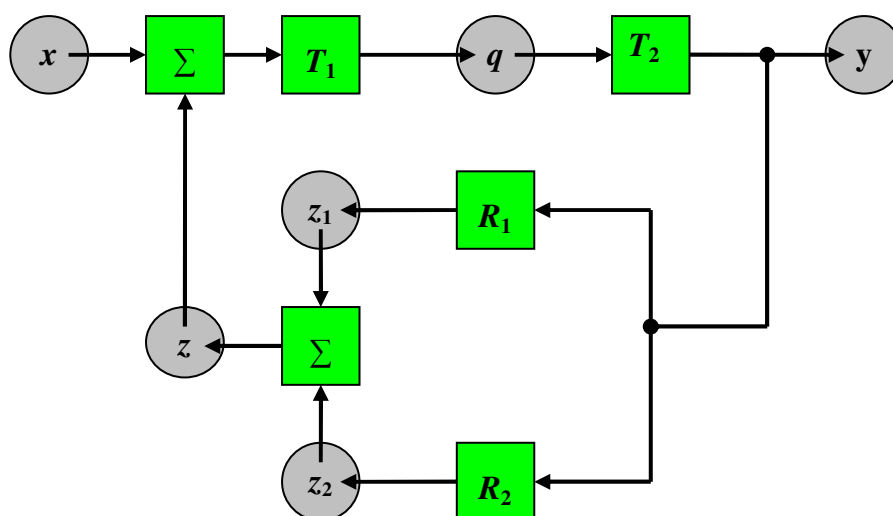 x Σ T₁ q T₂ y
z₁ R₁
z Σ
z₂ R₂